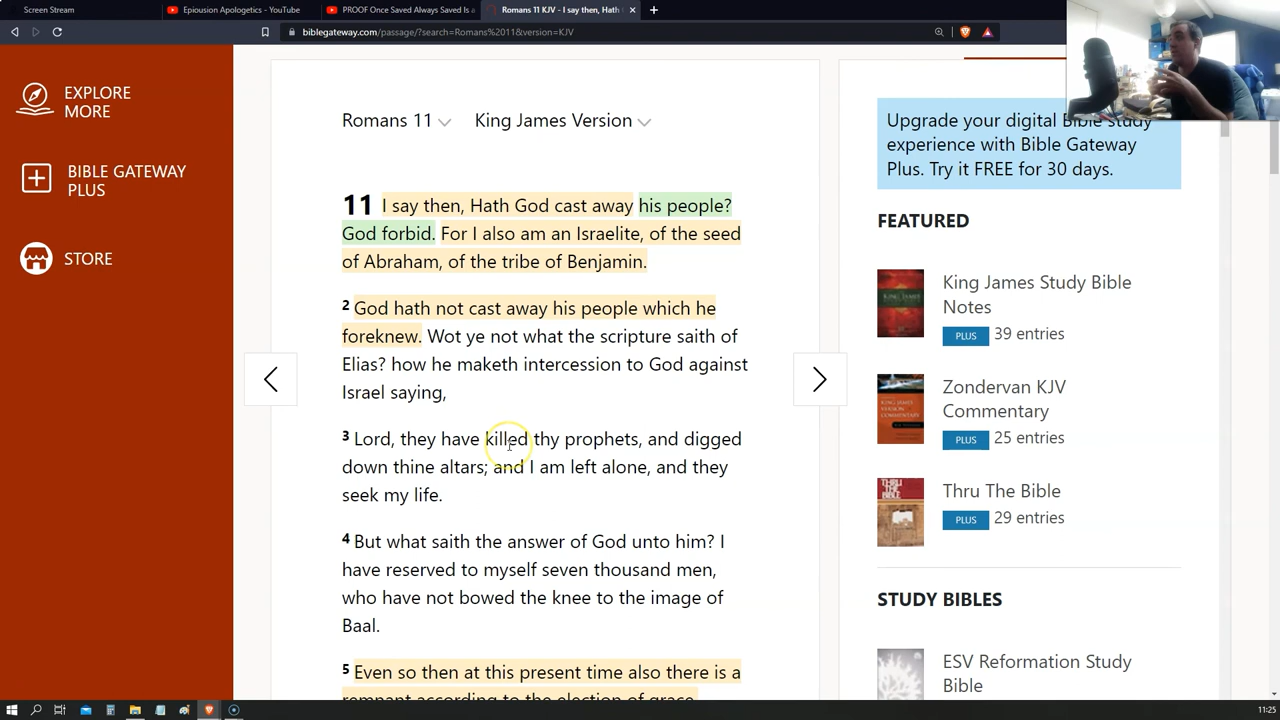 Screen Stream
Epiousion Apologetics - YouTube
PROOF Once Saved Always Saved Is a
Romans 11 KJV - I say then, Hath
biblegateway.com/passage/?search=Romans%2011&version=KJV
EXPLORE
MORE
BIBLE GATEWAY
PLUS
STORE
Romans 11
King James Version
11 I say then, Hath God cast away his people?
God forbid. For I also am an Israelite, of the seed
of Abraham, of the tribe of Benjamin.
2 God hath not cast away his people which he
foreknew. Wot ye not what the scripture saith of
Elias? how he maketh intercession to God against
Israel saying,
3 Lord, they have killed thy prophets, and digged
down thine altars; and I am left alone, and they
seek my life.
4 But what saith the answer of God unto him? I
have reserved to myself seven thousand men,
who have not bowed the knee to the image of
Baal.
5 Even so then at this present time also there is a
remnant according to the election of grace
Upgrade your digital Bible study
experience with Bible Gateway
Plus. Try it FREE for 30 days.
FEATURED
King James Study Bible
Notes
PLUS 39 entries
Zondervan KJV
Commentary
PLUS 25 entries
Thru The Bible
PLUS 29 entries
STUDY BIBLES
ESV Reformation Study
Bible
11:25